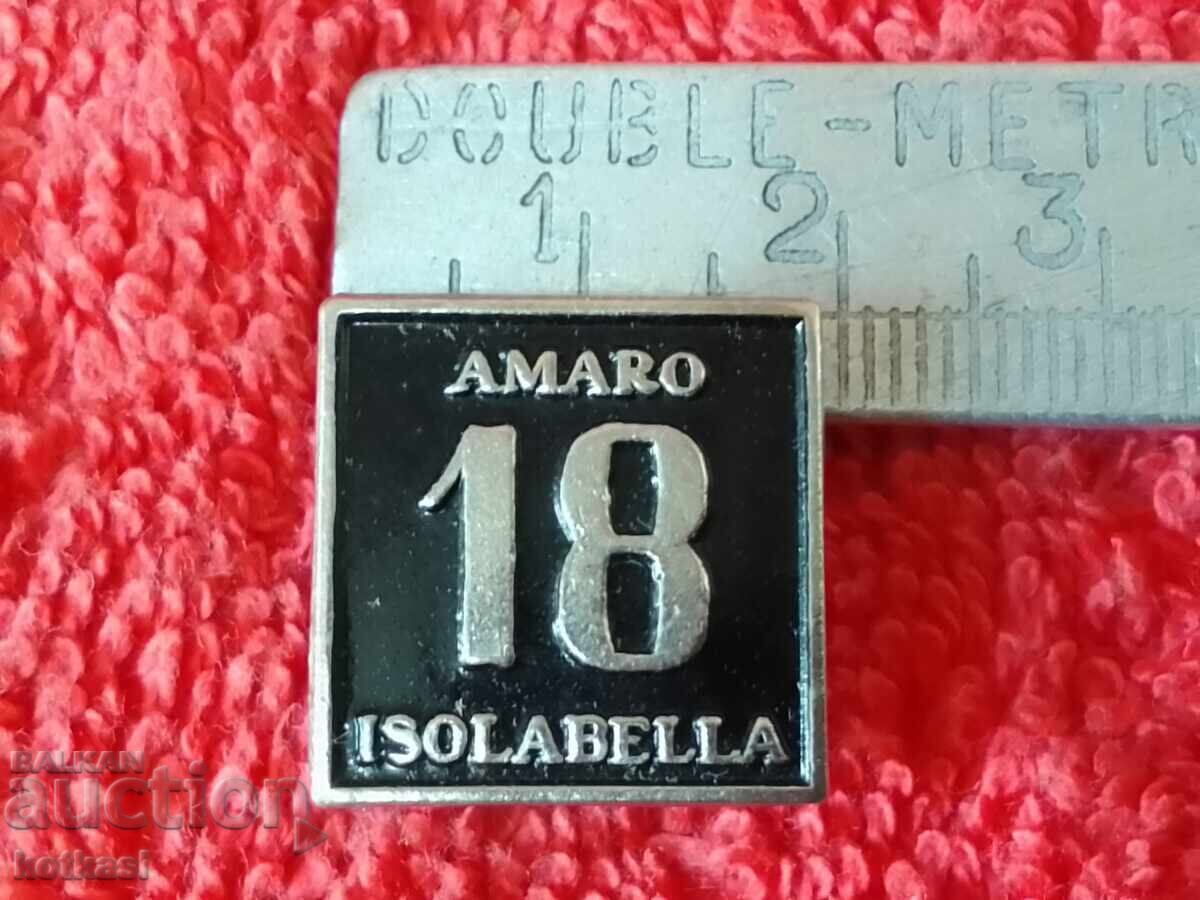 DOUBLE-METR
1 2 3
AMARO
18
ISOLABELLA
BALKAN
auction
kotkasi